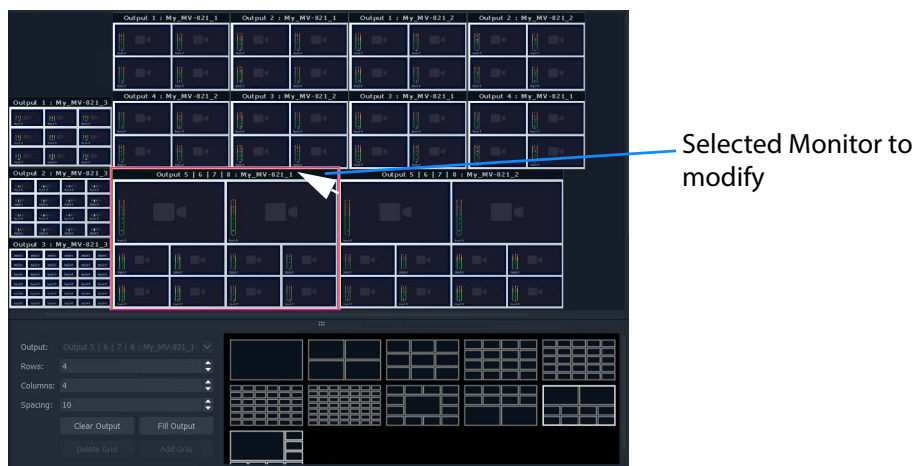 Output 1 : My_MV-821_1
Output 2 : My_MV-821_1
Output 1 : My_MV-821_2
Output 2 : My_MV-821_2
Output 4 : My_MV-821_2
Output 3 : My_MV-821_2
Output 3 : My_MV-821_1
Output 4 : My_MV-821_1
Output 1 : My_MV-821_3
Output 2 : My_MV-821_3
Output 3 : My_MV-821_3
Output 5 | 6 | 7 | 8 : My_MV-821_1
Output 5 | 6 | 7 | 8 : My_MV-821_2
Selected Monitor to
modify
Output: Output 5 | 6 | 7 | 8 : My_MV-821_1
Rows: 4
Columns: 4
Spacing: 10
Clear Output
Fill Output
Delete Grid
Add Grid